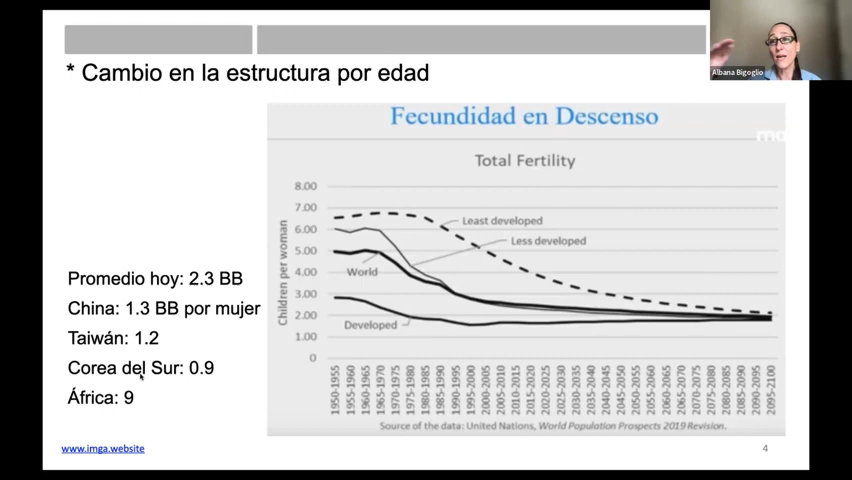 Albana Bigoglio
* Cambio en la estructura por edad
Fecundidad en Descenso
Total Fertility
8.00
7.00
6.00
5.00
4.00
3.00
2.00
1.00
0
Children per woman
Least developed
Less developed
World
Developed
1950-1955
1955-1960
1960-1965
1965-1970
1970-1975
1975-1980
1980-1985
1985-1990
1990-1995
1995-2000
2000-2005
2005-2010
2010-2015
2015-2020
2020-2025
2025-2030
2030-2035
2035-2040
2040-2045
2045-2050
2050-2055
2055-2060
2060-2065
2065-2070
2070-2075
2075-2080
2080-2085
2085-2090
2090-2095
2095-2100
Source of the data: United Nations, World Population Prospects 2019 Revision.
Promedio hoy: 2.3 BB
China: 1.3 BB por mujer
Taiwán: 1.2
Corea del Sur: 0.9
África: 9
www.imga.website
4